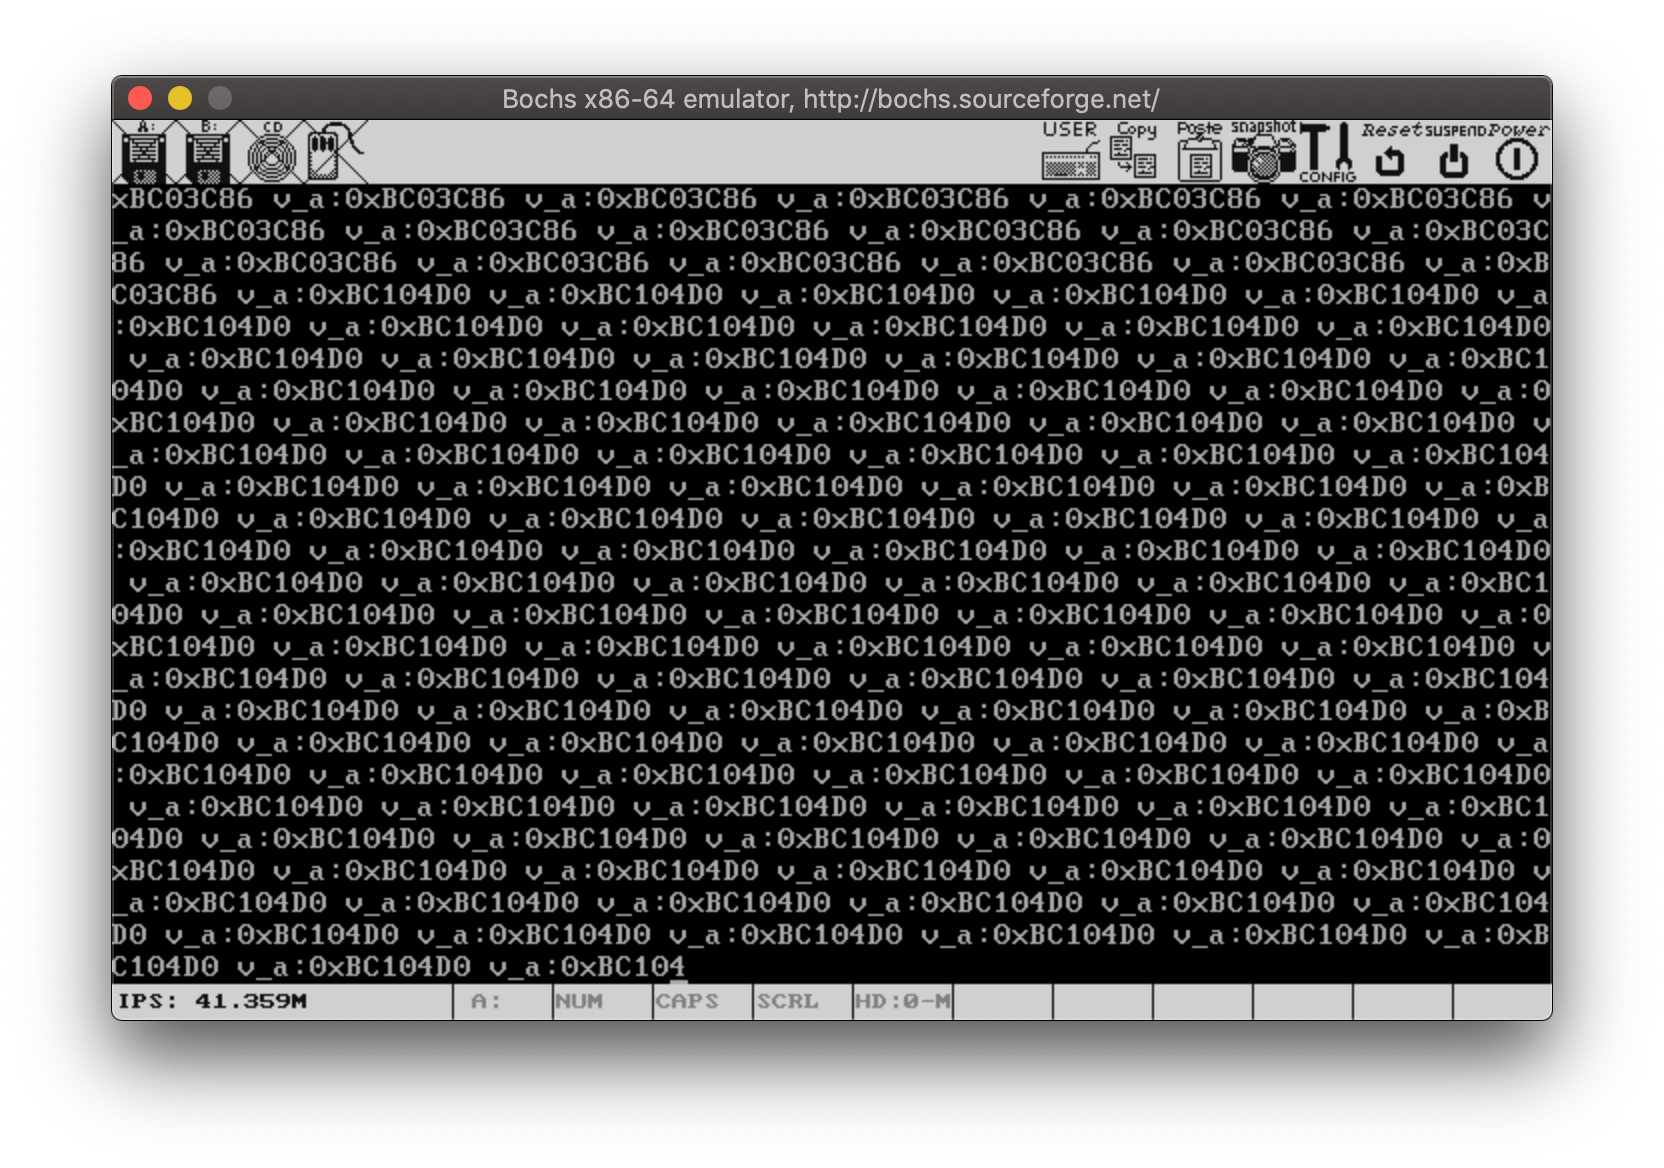 Bochs x86-64 emulator, http://bochs.sourceforge.net/
A: B: CD USER Copy Paste snapshot CONFIG Reset SUSPEND Power
xBC03C86 v_a:0xBC03C86 v_a:0xBC03C86 v_a:0xBC03C86 v_a:0xBC03C86 v_a:0xBC03C86 v
_a:0xBC03C86 v_a:0xBC03C86 v_a:0xBC03C86 v_a:0xBC03C86 v_a:0xBC03C86 v_a:0xBC03C
86 v_a:0xBC03C86 v_a:0xBC03C86 v_a:0xBC03C86 v_a:0xBC03C86 v_a:0xBC03C86 v_a:0xB
C03C86 v_a:0xBC104D0 v_a:0xBC104D0 v_a:0xBC104D0 v_a:0xBC104D0 v_a:0xBC104D0 v_a
:0xBC104D0 v_a:0xBC104D0 v_a:0xBC104D0 v_a:0xBC104D0 v_a:0xBC104D0 v_a:0xBC104D0
 v_a:0xBC104D0 v_a:0xBC104D0 v_a:0xBC104D0 v_a:0xBC104D0 v_a:0xBC104D0 v_a:0xBC1
04D0 v_a:0xBC104D0 v_a:0xBC104D0 v_a:0xBC104D0 v_a:0xBC104D0 v_a:0xBC104D0 v_a:0
xBC104D0 v_a:0xBC104D0 v_a:0xBC104D0 v_a:0xBC104D0 v_a:0xBC104D0 v_a:0xBC104D0 v
_a:0xBC104D0 v_a:0xBC104D0 v_a:0xBC104D0 v_a:0xBC104D0 v_a:0xBC104D0 v_a:0xBC104
D0 v_a:0xBC104D0 v_a:0xBC104D0 v_a:0xBC104D0 v_a:0xBC104D0 v_a:0xBC104D0 v_a:0xB
C104D0 v_a:0xBC104D0 v_a:0xBC104D0 v_a:0xBC104D0 v_a:0xBC104D0 v_a:0xBC104D0 v_a
:0xBC104D0 v_a:0xBC104D0 v_a:0xBC104D0 v_a:0xBC104D0 v_a:0xBC104D0 v_a:0xBC104D0
 v_a:0xBC104D0 v_a:0xBC104D0 v_a:0xBC104D0 v_a:0xBC104D0 v_a:0xBC104D0 v_a:0xBC1
04D0 v_a:0xBC104D0 v_a:0xBC104D0 v_a:0xBC104D0 v_a:0xBC104D0 v_a:0xBC104D0 v_a:0
xBC104D0 v_a:0xBC104D0 v_a:0xBC104D0 v_a:0xBC104D0 v_a:0xBC104D0 v_a:0xBC104D0 v
_a:0xBC104D0 v_a:0xBC104D0 v_a:0xBC104D0 v_a:0xBC104D0 v_a:0xBC104D0 v_a:0xBC104
D0 v_a:0xBC104D0 v_a:0xBC104D0 v_a:0xBC104D0 v_a:0xBC104D0 v_a:0xBC104D0 v_a:0xB
C104D0 v_a:0xBC104D0 v_a:0xBC104D0 v_a:0xBC104D0 v_a:0xBC104D0 v_a:0xBC104D0 v_a
:0xBC104D0 v_a:0xBC104D0 v_a:0xBC104D0 v_a:0xBC104D0 v_a:0xBC104D0 v_a:0xBC104D0
 v_a:0xBC104D0 v_a:0xBC104D0 v_a:0xBC104D0 v_a:0xBC104D0 v_a:0xBC104D0 v_a:0xBC1
04D0 v_a:0xBC104D0 v_a:0xBC104D0 v_a:0xBC104D0 v_a:0xBC104D0 v_a:0xBC104D0 v_a:0
xBC104D0 v_a:0xBC104D0 v_a:0xBC104D0 v_a:0xBC104D0 v_a:0xBC104D0 v_a:0xBC104D0 v
_a:0xBC104D0 v_a:0xBC104D0 v_a:0xBC104D0 v_a:0xBC104D0 v_a:0xBC104D0 v_a:0xBC104
D0 v_a:0xBC104D0 v_a:0xBC104D0 v_a:0xBC104D0 v_a:0xBC104D0 v_a:0xBC104D0 v_a:0xB
C104D0 v_a:0xBC104D0 v_a:0xBC104
IPS: 41.359M A: NUM CAPS SCRL HD:0-M